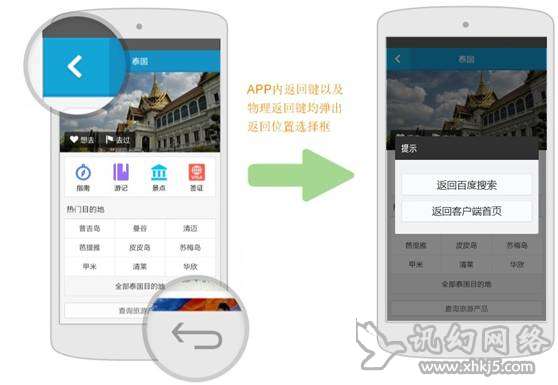 泰国
想去
去过
指南
游记
景点
签证
热门目的地
普吉岛
曼谷
清迈
芭提雅
皮皮岛
苏梅岛
甲米
清莱
华欣
全部泰国目的地
查询旅游产品
APP内返回键以及
物理返回键均弹出
返回位置选择框
泰国
提示
返回百度搜索
返回客户端首页
芭提雅
皮皮岛
苏梅岛
甲米
清莱
华欣
全部泰国目的地
查询旅游产品
讯幻网络
www.xhkj5.com